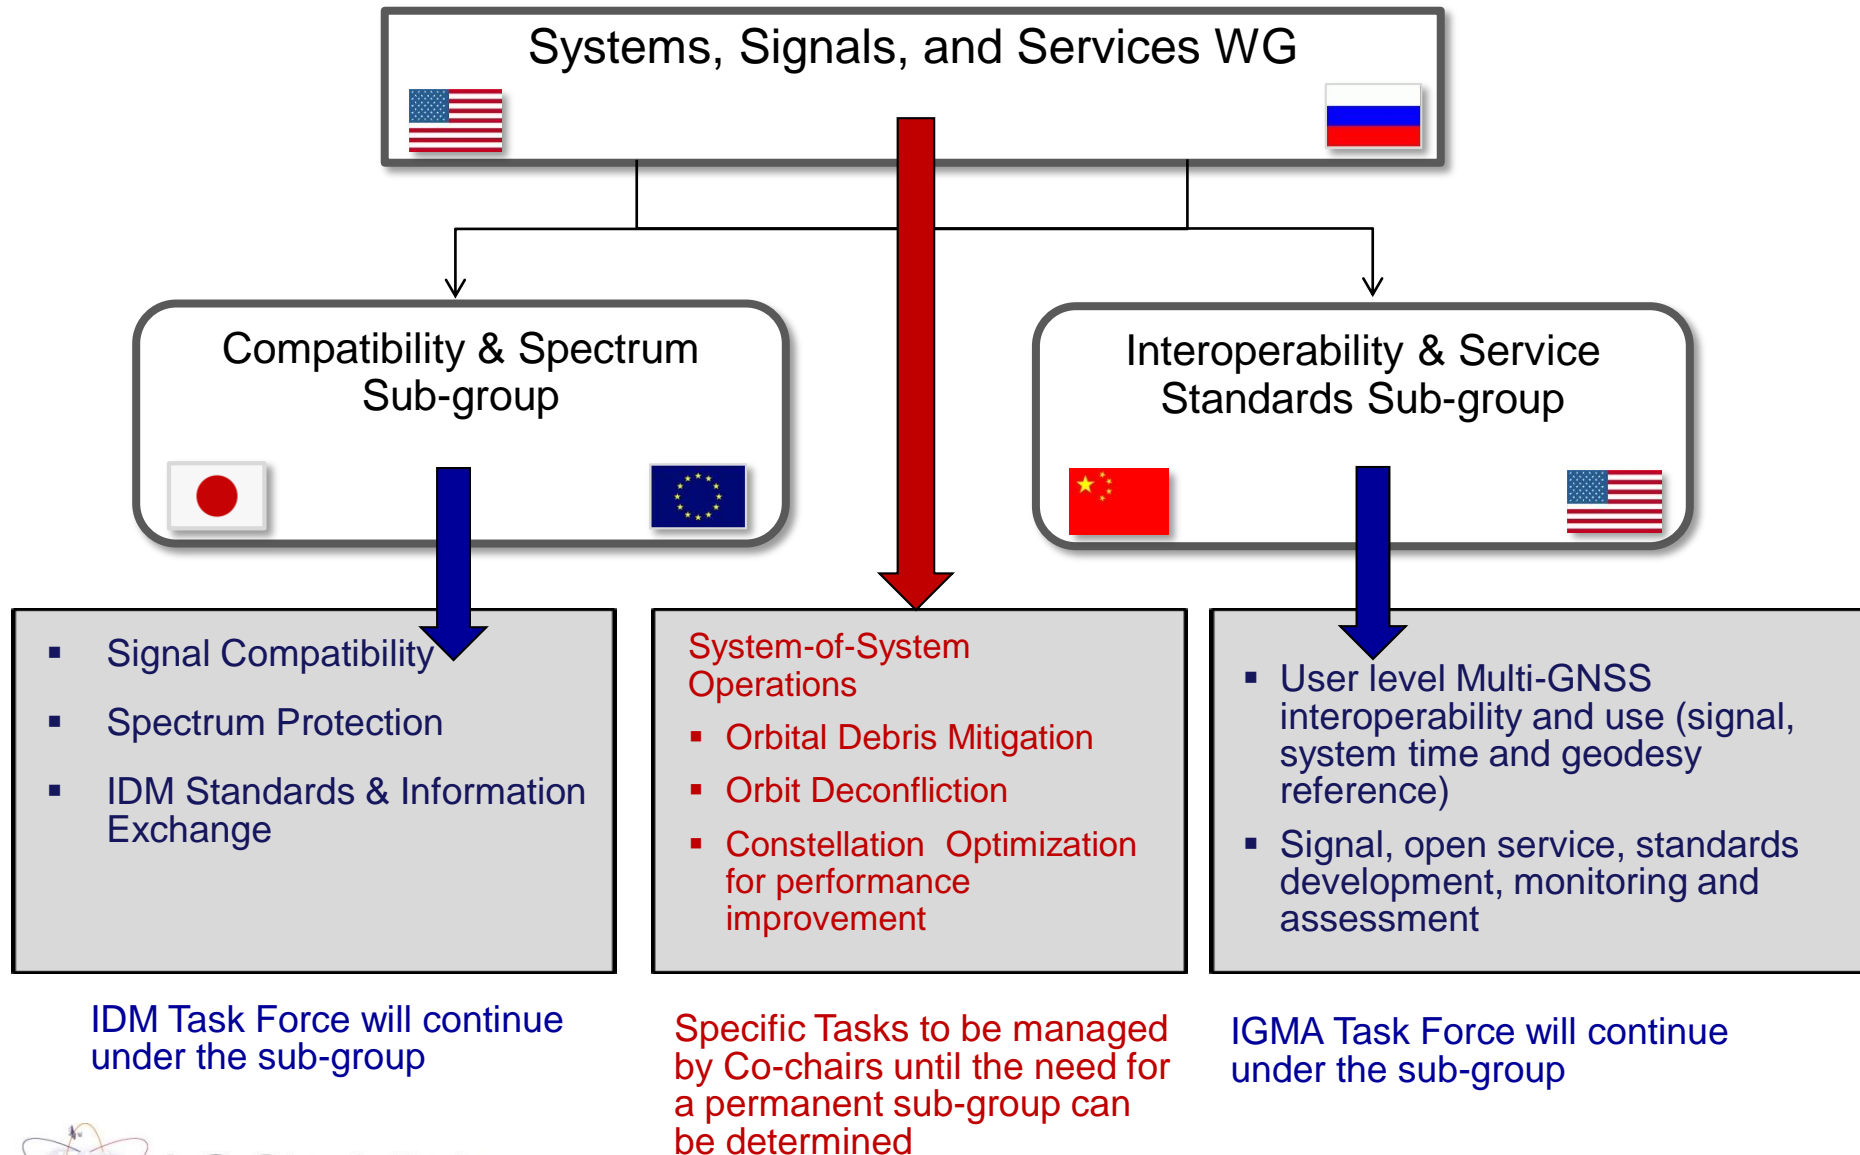 Systems, Signals, and Services WG
Compatibility & Spectrum
Sub-group
Interoperability & Service
Standards Sub-group
▪ Signal Compatibility
▪ Spectrum Protection
▪ IDM Standards & Information
Exchange
System-of-System
Operations
▪ Orbital Debris Mitigation
▪ Orbit Deconfliction
▪ Constellation Optimization
for performance
improvement
▪ User level Multi-GNSS
interoperability and use (signal,
system time and geodesy
reference)
▪ Signal, open service, standards
development, monitoring and
assessment
IDM Task Force will continue
under the sub-group
Specific Tasks to be managed
by Co-chairs until the need for
a permanent sub-group can
be determined
IGMA Task Force will continue
under the sub-group